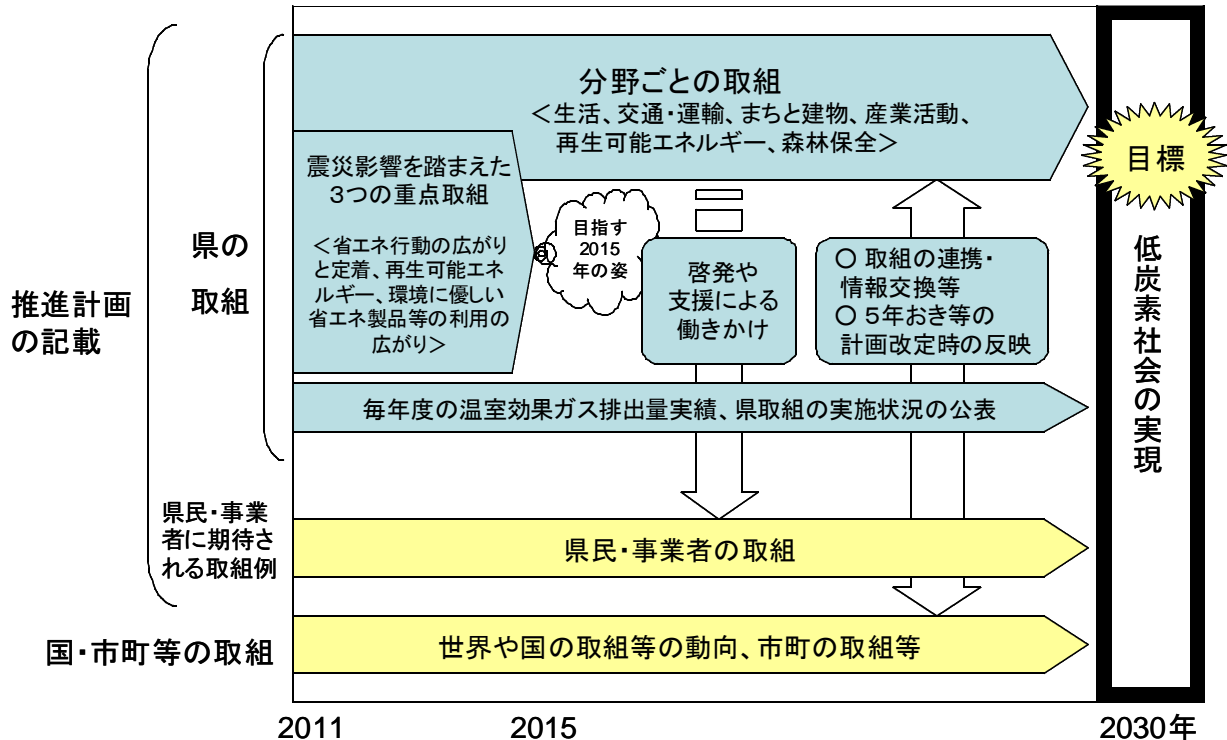 推進計画
の記載
県の
取組
県民・事業
者に期待さ
れる取組例
国・市町等の取組
分野ごとの取組
＜生活、交通・運輸、まちと建物、産業活動、
再生可能エネルギー、森林保全＞
震災影響を踏まえた
３つの重点取組
＜省エネ行動の広がり
と定着、再生可能エネ
ルギー、環境に優しい
省エネ製品等の利用の
広がり＞
目指す
2015
年の姿
啓発や
支援による
働きかけ
○ 取組の連携・
情報交換等
○ ５年おき等の
計画改定時の反映
毎年度の温室効果ガス排出量実績、県取組の実施状況の公表
県民・事業者の取組
世界や国の取組等の動向、市町の取組等
目標
低炭素社会の実現
2011
2015
2030年